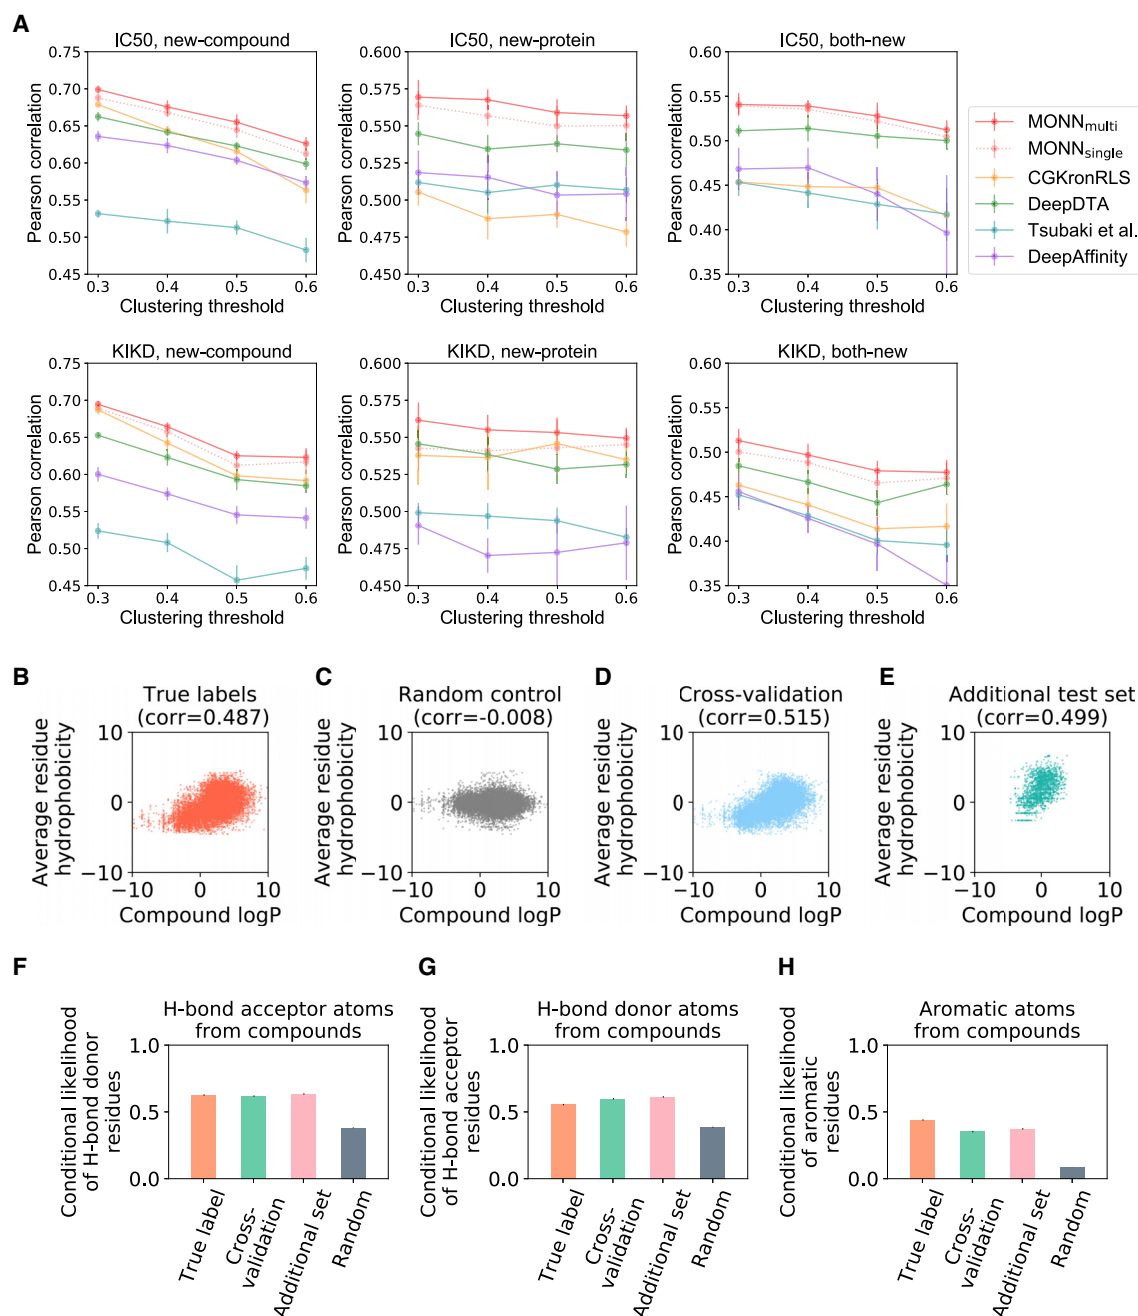 A
IC50, new-compound
IC50, new-protein
IC50, both-new
Pearson correlation
0.75
0.70
0.65
0.60
0.55
0.50
0.45
0.3 0.4 0.5 0.6
Clustering threshold
Pearson correlation
0.600
0.575
0.550
0.525
0.500
0.475
0.450
0.3 0.4 0.5 0.6
Clustering threshold
Pearson correlation
0.60
0.55
0.50
0.45
0.40
0.35
0.3 0.4 0.5 0.6
Clustering threshold
MONNmulti
MONNsingle
CGKronRLS
DeepDTA
Tsubaki et al.
DeepAffinity
KIKD, new-compound
KIKD, new-protein
KIKD, both-new
Pearson correlation
0.75
0.70
0.65
0.60
0.55
0.50
0.45
0.3 0.4 0.5 0.6
Clustering threshold
Pearson correlation
0.600
0.575
0.550
0.525
0.500
0.475
0.450
0.3 0.4 0.5 0.6
Clustering threshold
Pearson correlation
0.60
0.55
0.50
0.45
0.40
0.35
0.3 0.4 0.5 0.6
Clustering threshold
B
True labels
(corr=0.487)
Average residue
hydrophobicity
10
0
−10
−10 0 10
Compound logP
C
Random control
(corr=-0.008)
Average residue
hydrophobicity
10
0
−10
−10 0 10
Compound logP
D
Cross-validation
(corr=0.515)
Average residue
hydrophobicity
10
0
−10
−10 0 10
Compound logP
E
Additional test set
(corr=0.499)
Average residue
hydrophobicity
10
0
−10
−10 0 10
Compound logP
F
H-bond acceptor atoms
from compounds
Conditional likelihood
of H-bond donor
residues
1.0
0.5
0.0
True label
Cross-
validation
Additional set
Random
G
H-bond donor atoms
from compounds
Conditional likelihood
of H-bond acceptor
residues
1.0
0.5
0.0
True label
Cross-
validation
Additional set
Random
H
Aromatic atoms
from compounds
Conditional likelihood
of aromatic
residues
1.0
0.5
0.0
True label
Cross-
validation
Additional set
Random